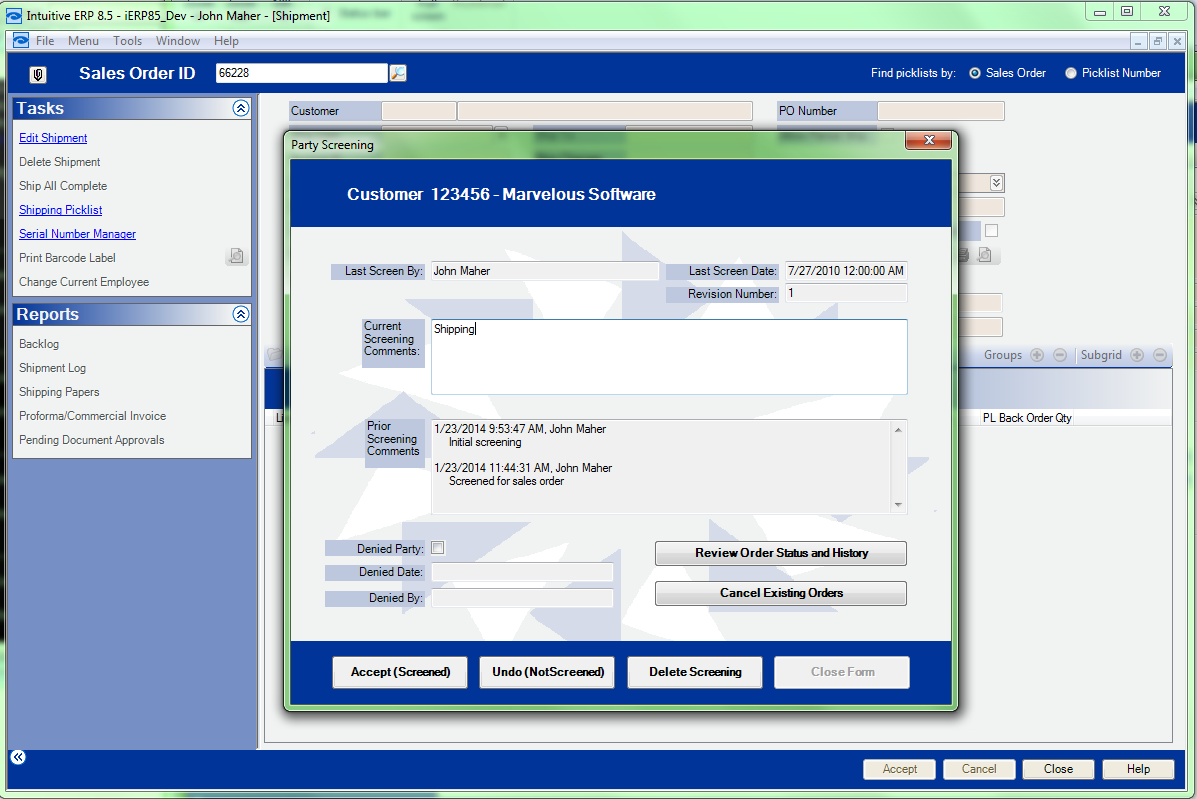 Intuitive ERP 8.5 - iERP85_Dev - John Maher - [Shipment]
File Menu Tools Window Help
Sales Order ID 66228 Find picklists by: Sales Order Picklist Number
Tasks
Edit Shipment
Delete Shipment
Ship All Complete
Shipping Picklist
Serial Number Manager
Print Barcode Label
Change Current Employee
Reports
Backlog
Shipment Log
Shipping Papers
Proforma/Commercial Invoice
Pending Document Approvals
Customer PO Number
Groups Subgrid
PL Back Order Qty
Party Screening
Customer 123456 - Marvelous Software
Last Screen By: John Maher Last Screen Date: 7/27/2010 12:00:00 AM
Revision Number: 1
Current
Screening
Comments:
Shipping
Prior
Screening
Comments
1/23/2014 9:53:47 AM, John Maher
Initial screening
1/23/2014 11:44:31 AM, John Maher
Screened for sales order
Denied Party:
Denied Date:
Denied By:
Review Order Status and History
Cancel Existing Orders
Accept (Screened) Undo (NotScreened) Delete Screening Close Form
Accept Cancel Close Help